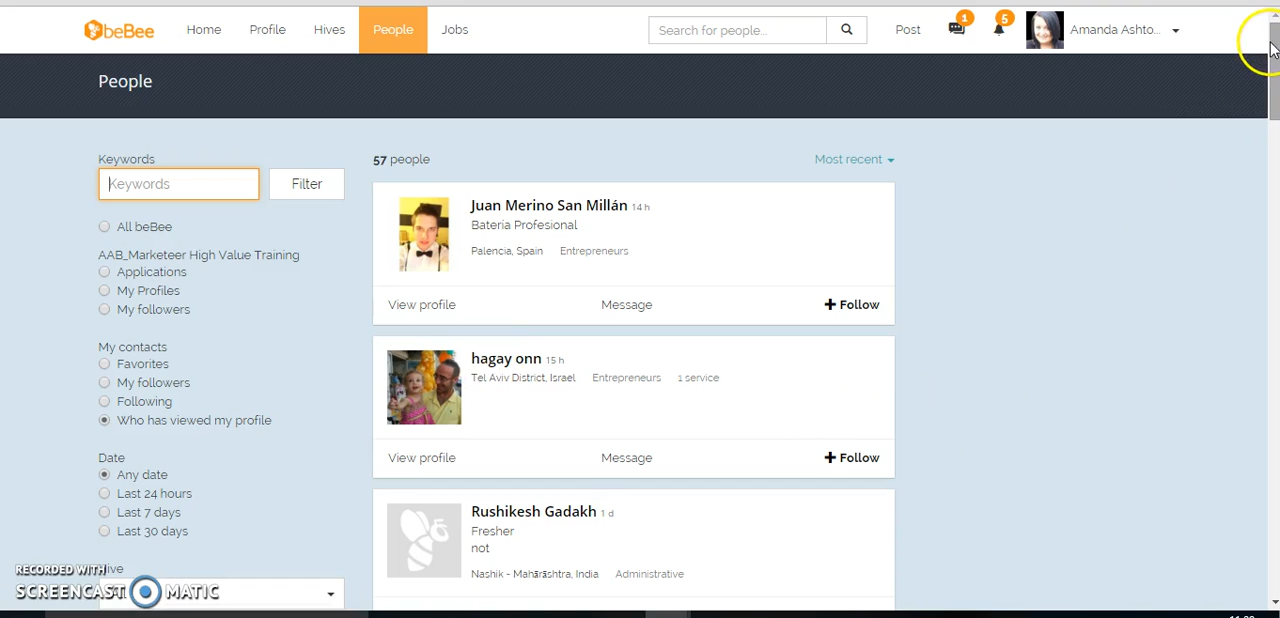 beBee Home Profile Hives People Jobs Search for people... Post 1 5 Amanda Ashto...
People
Keywords
Keywords Filter
All beBee
AAB_Marketeer High Value Training
Applications
My Profiles
My followers
My contacts
Favorites
My followers
Following
Who has viewed my profile
Date
Any date
Last 24 hours
Last 7 days
Last 30 days
57 people Most recent
Juan Merino San Millán 14 h
Batería Profesional
Palencia, Spain Entrepreneurs
View profile Message Follow
hagay onn 15 h
Tel Aviv District, Israel Entrepreneurs 1 service
View profile Message Follow
Rushikesh Gadakh 1 d
Fresher
not
Nashik - Maharashtra, India Administrative
RECORDED WITH
SCREENCAST MATIC